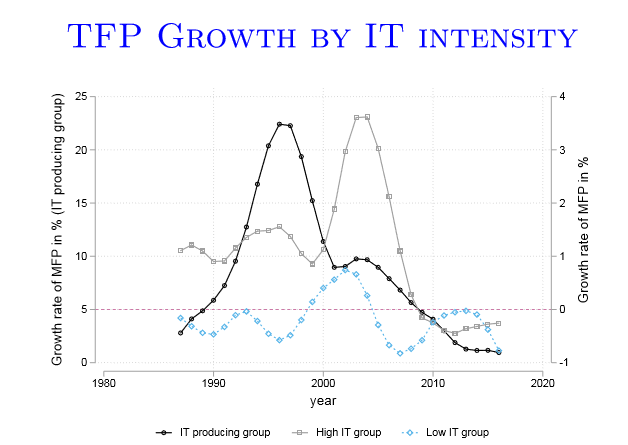 TFP Growth by IT intensity
Growth rate of MFP in % (IT producing group)
25
20
15
10
5
0
4
3
2
1
0
-1
Growth rate of MFP in %
1980
1990
2000
2010
2020
year
IT producing group
High IT group
Low IT group